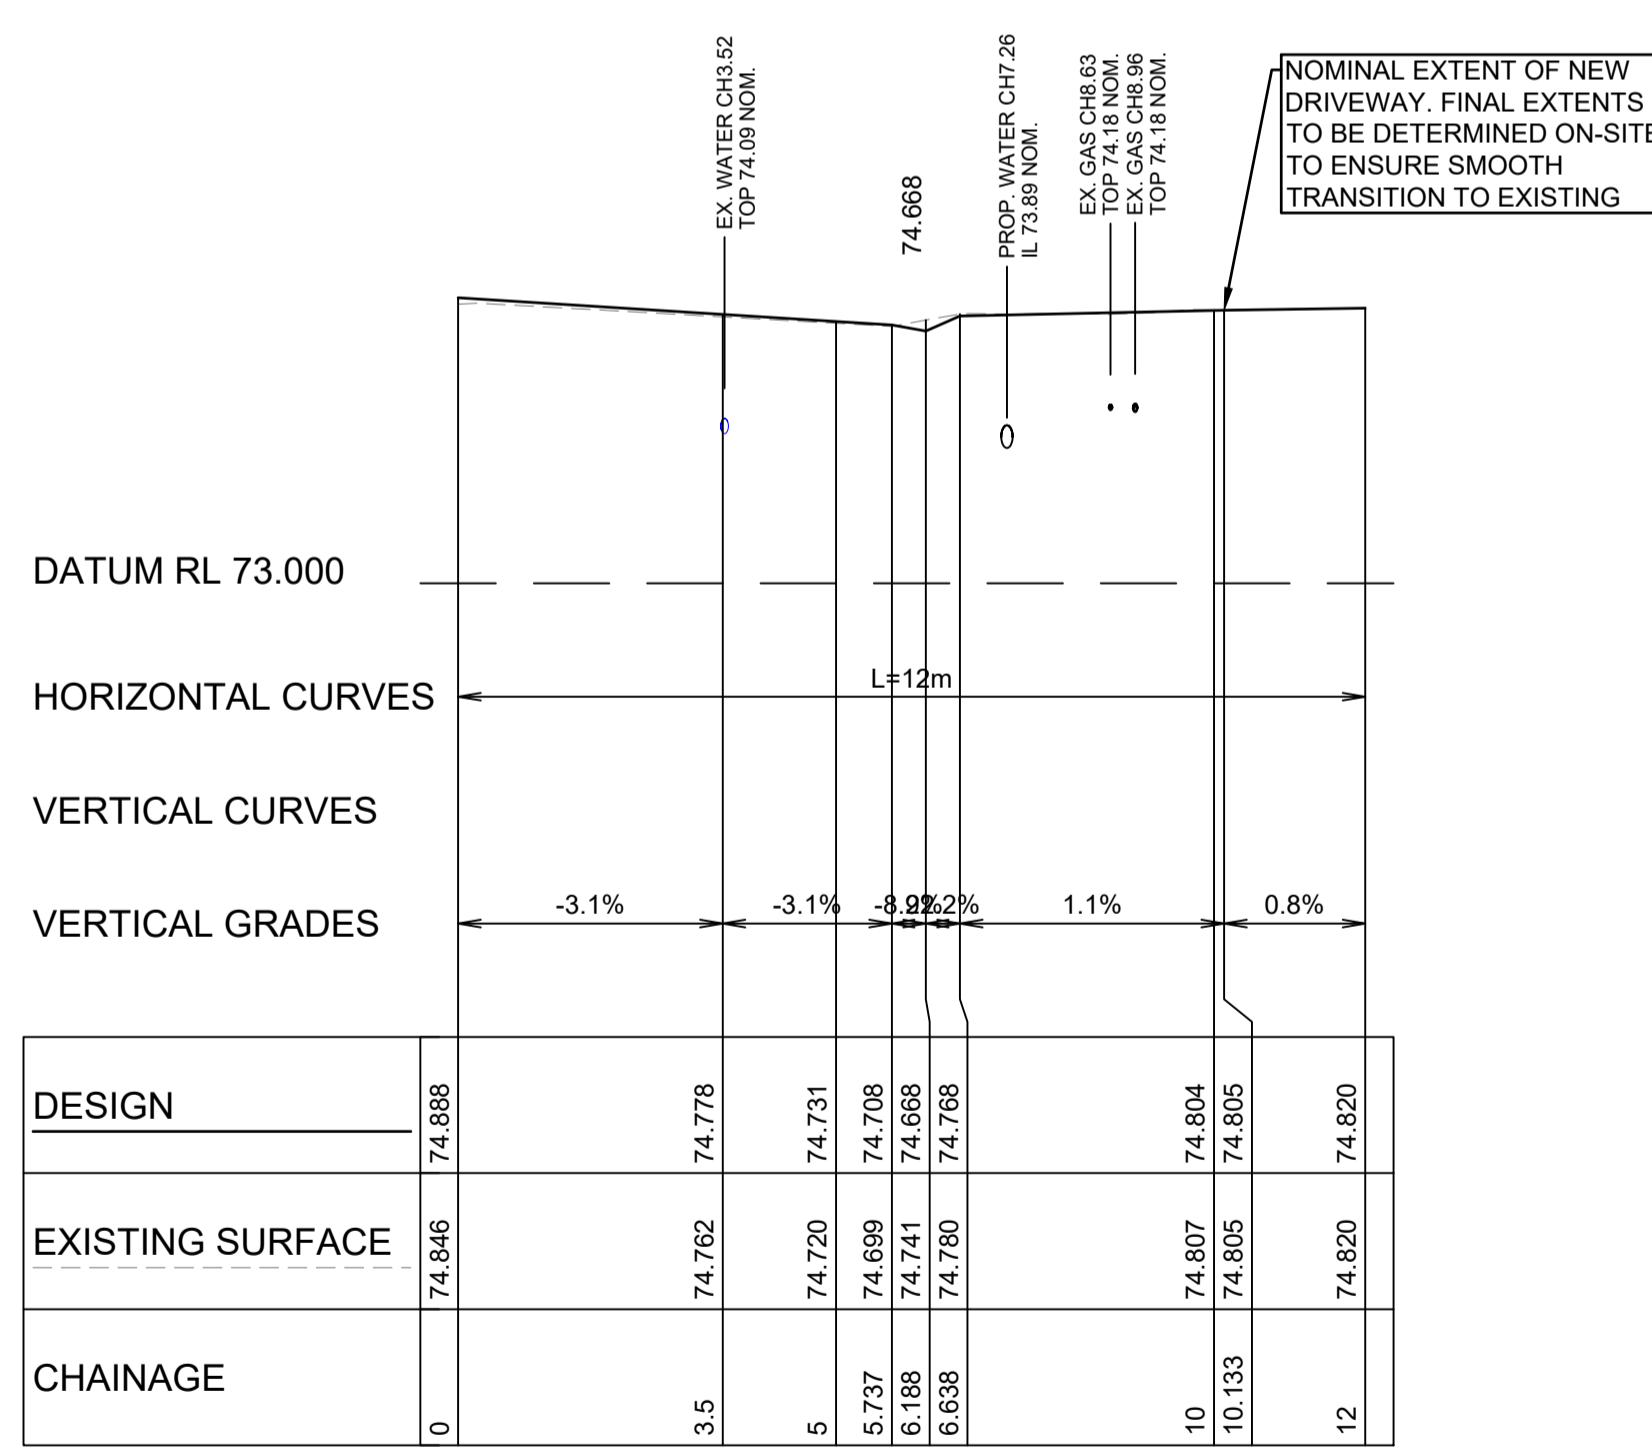 EX. WATER CH3.52
TOP 74.09 NOM.
74.668
PROP. WATER CH7.26
IL 73.89 NOM.
EX. GAS CH8.63
TOP 74.18 NOM.
EX. GAS CH8.96
TOP 74.18 NOM.
NOMINAL EXTENT OF NEW
DRIVEWAY. FINAL EXTENTS
TO BE DETERMINED ON-SITE
TO ENSURE SMOOTH
TRANSITION TO EXISTING
DATUM RL 73.000
HORIZONTAL CURVES
L=12m
VERTICAL CURVES
VERTICAL GRADES
-3.1% -3.1% 1.1% 0.8%
DESIGN 74.888 74.778 74.731 74.708 74.668 74.768 74.804 74.805 74.820
EXISTING SURFACE 74.846 74.762 74.720 74.699 74.741 74.780 74.807 74.805 74.820
CHAINAGE 0 3.5 5 5.737 6.188 6.638 10 10.133 12